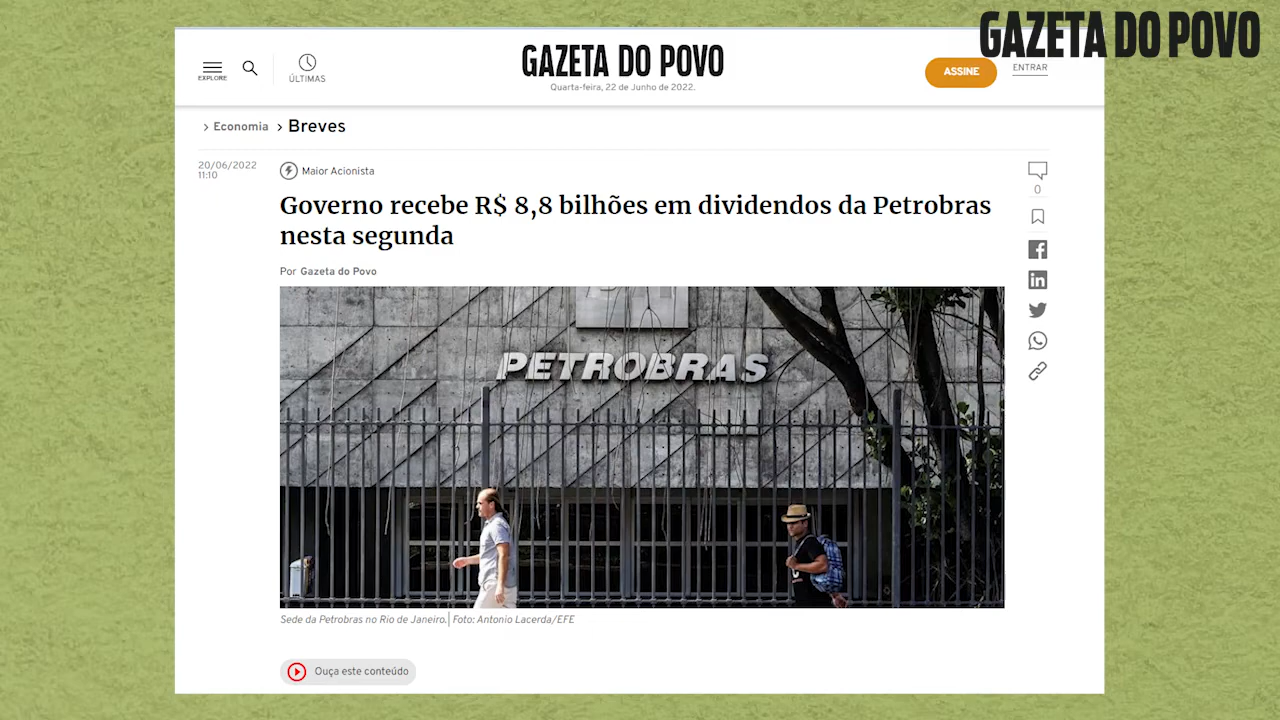 GAZETA DO POVO
EXPLORE
ÚLTIMAS
GAZETA DO POVO
Quarta-feira, 22 de Junho de 2022.
ASSINE
ENTRAR
Economia
Breves
20/06/2022
11:10
Maior Acionista
0
Governo recebe R$ 8,8 bilhões em dividendos da Petrobras
nesta segunda
Por Gazeta do Povo
PETROBRAS
Sede da Petrobras no Rio de Janeiro.| Foto: Antonio Lacerda/EFE
Ouça este conteúdo